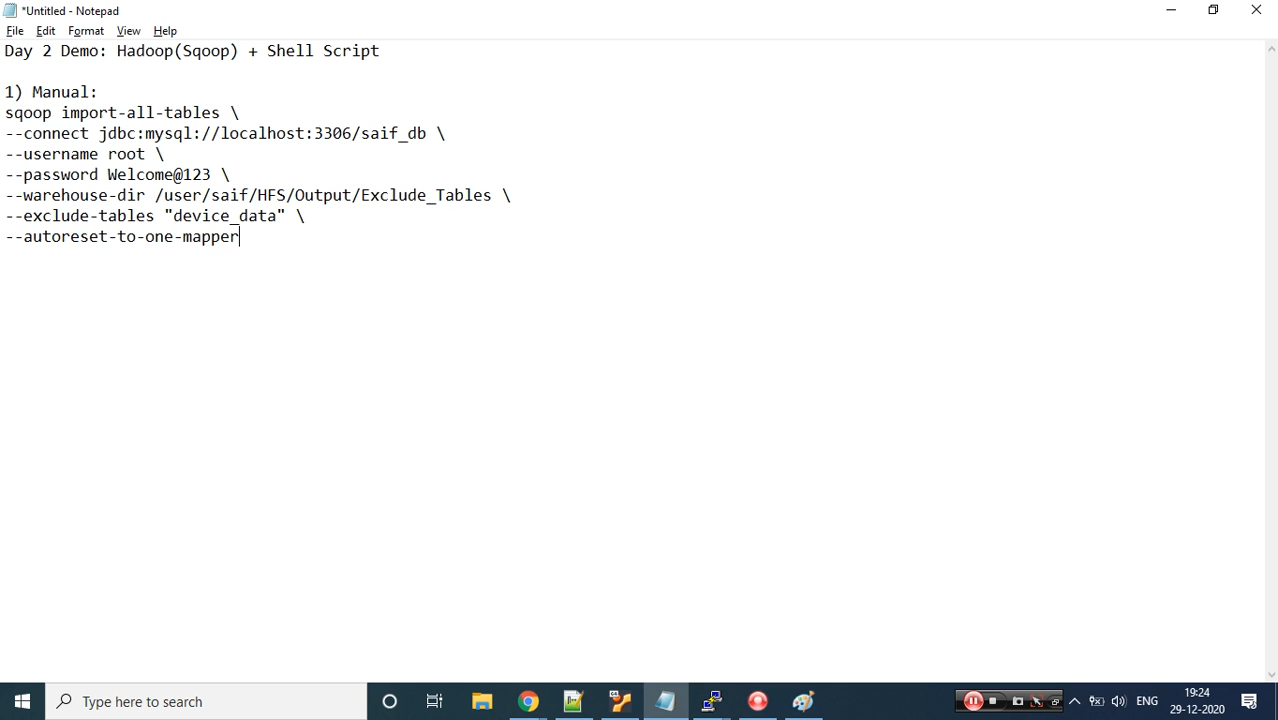 *Untitled - Notepad
File Edit Format View Help
Day 2 Demo: Hadoop(Sqoop) + Shell Script
1) Manual:
sqoop import-all-tables \
--connect jdbc:mysql://localhost:3306/saif_db \
--username root \
--password Welcome@123 \
--warehouse-dir /user/saif/HFS/Output/Exclude_Tables \
--exclude-tables "device_data" \
--autoreset-to-one-mapper
Type here to search
ENG
19:24
29-12-2020